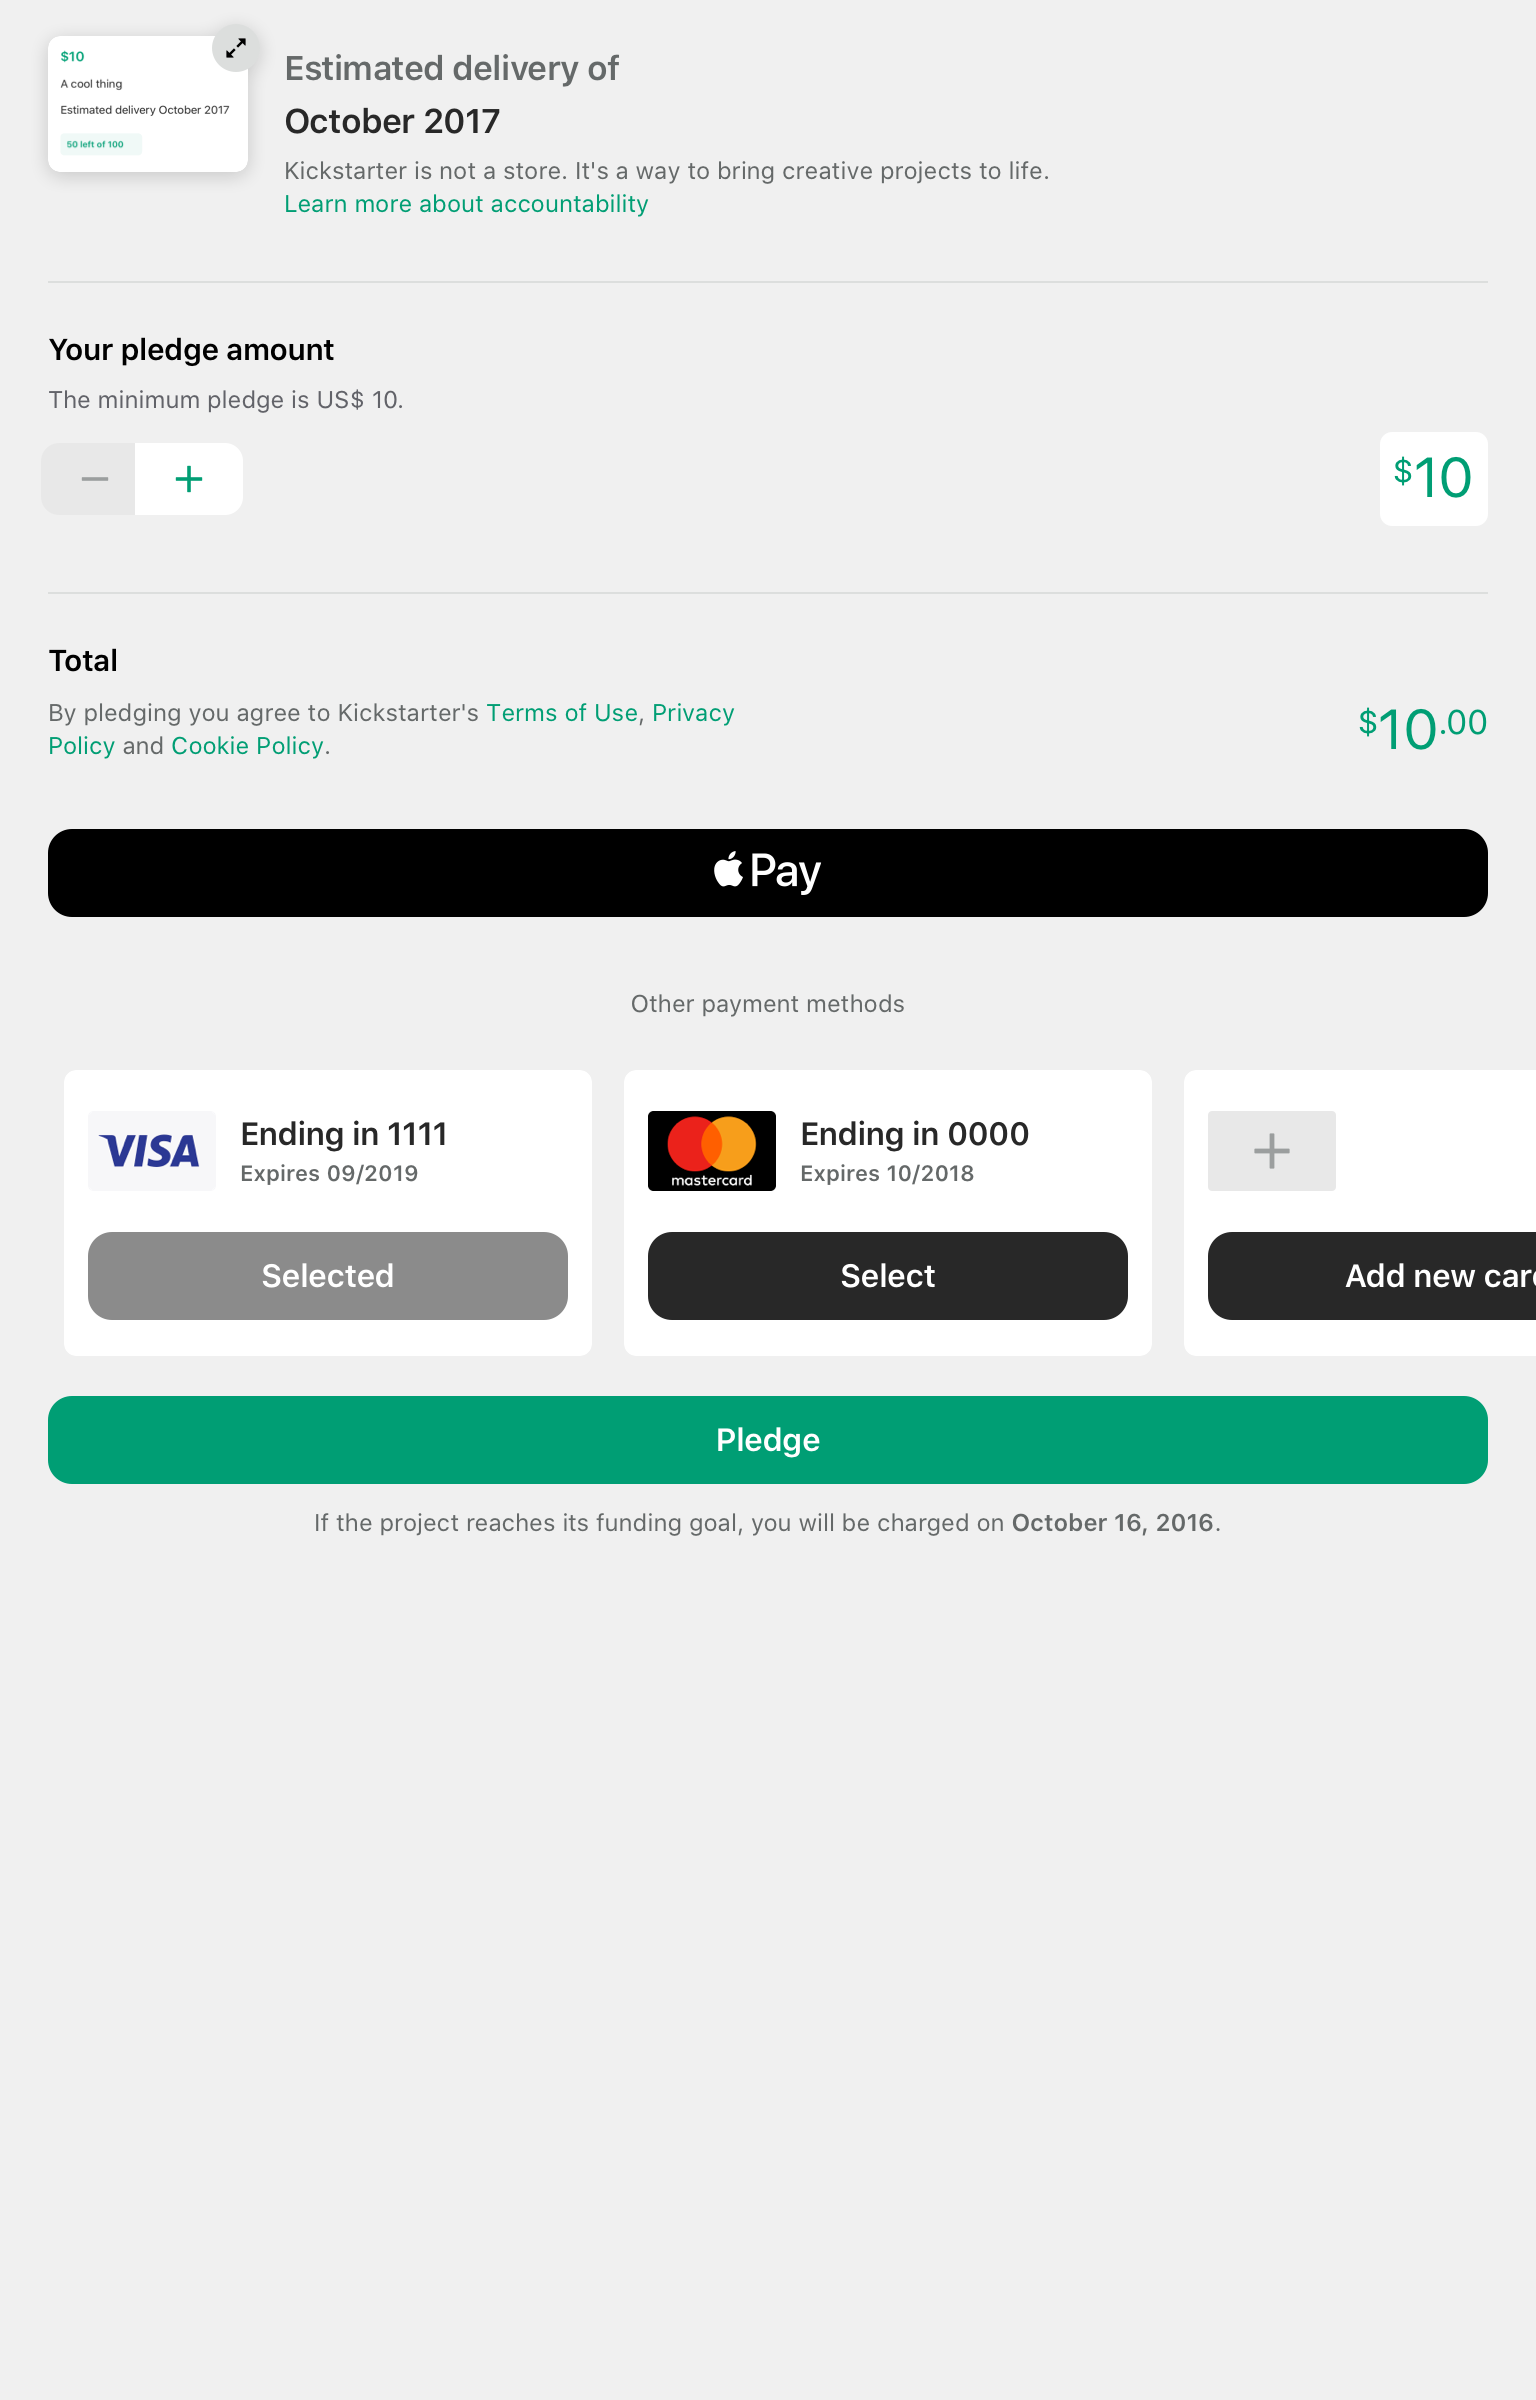 $10
A cool thing
Estimated delivery October 2017
50 left of 100
Estimated delivery of
October 2017
Kickstarter is not a store. It's a way to bring creative projects to life.
Learn more about accountability
Your pledge amount
The minimum pledge is US$ 10.
$10
Total
By pledging you agree to Kickstarter's Terms of Use, Privacy
Policy and Cookie Policy.
$10.00
Pay
Other payment methods
VISA
Ending in 1111
Expires 09/2019
Selected
mastercard
Ending in 0000
Expires 10/2018
Select
Add new car
Pledge
If the project reaches its funding goal, you will be charged on October 16, 2016.